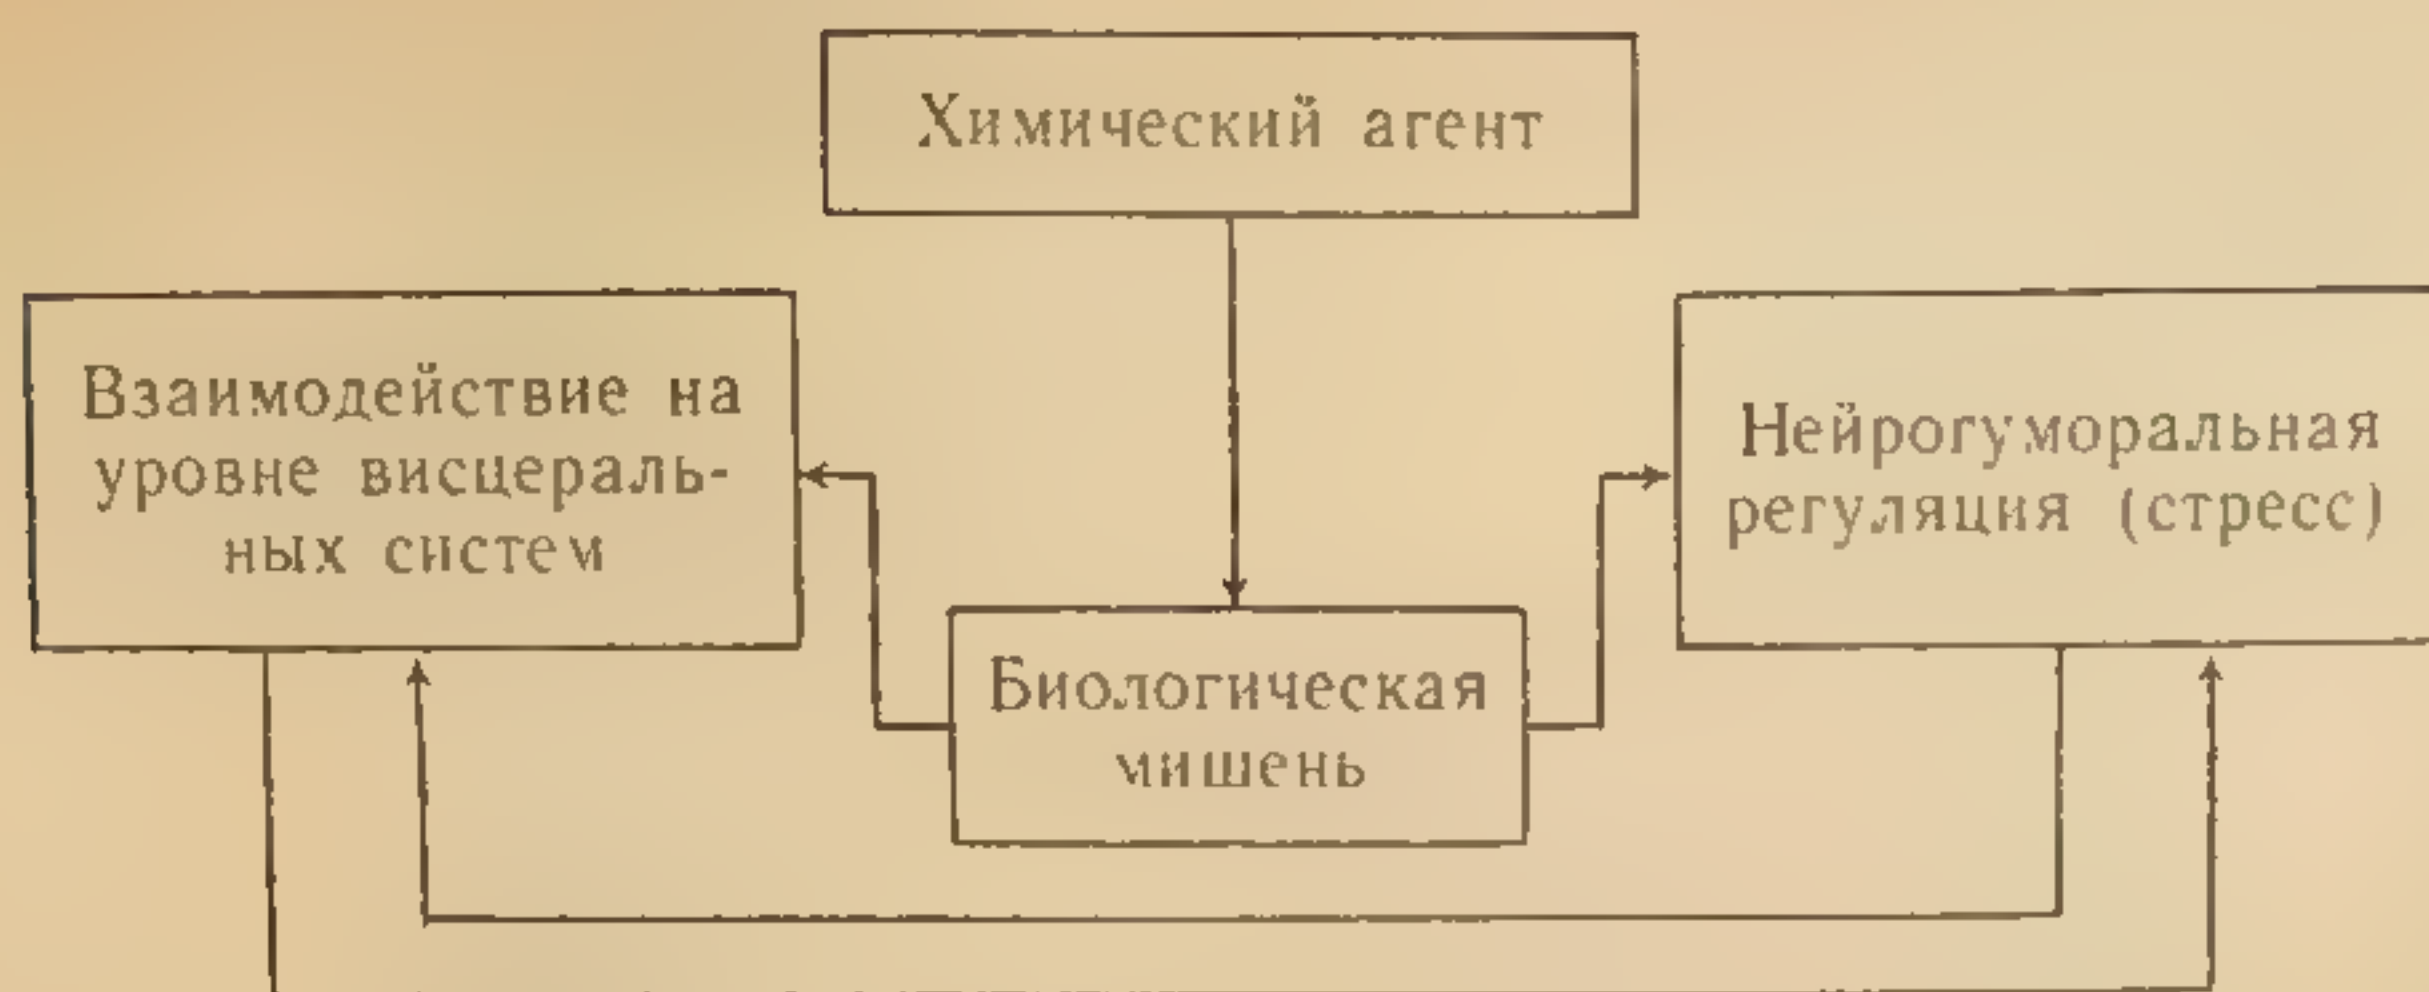 Химический агент
Взаимодействие на
уровне висцераль-
ных систем
Нейрогуморальная
регуляция (стресс)
Биологическая
мишень